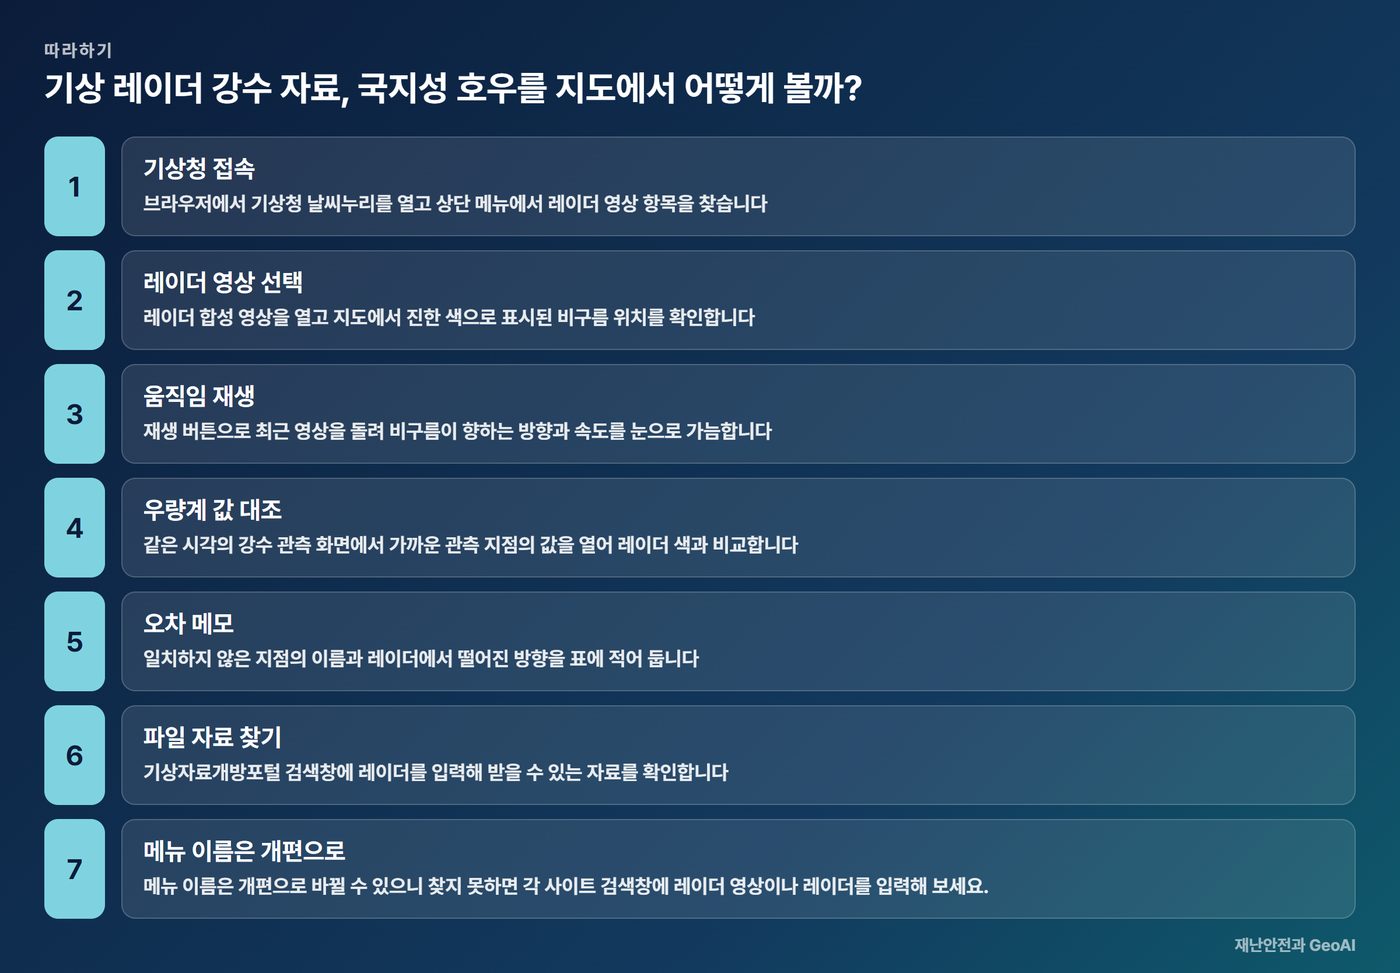 따라하기
기상 레이더 강수 자료, 국지성 호우를 지도에서 어떻게 볼까?
1
기상청 접속
브라우저에서 기상청 날씨누리를 열고 상단 메뉴에서 레이더 영상 항목을 찾습니다
2
레이더 영상 선택
레이더 합성 영상을 열고 지도에서 진한 색으로 표시된 비구름 위치를 확인합니다
3
움직임 재생
재생 버튼으로 최근 영상을 돌려 비구름이 향하는 방향과 속도를 눈으로 가늠합니다
4
우량계 값 대조
같은 시각의 강수 관측 화면에서 가까운 관측 지점의 값을 열어 레이더 색과 비교합니다
5
오차 메모
일치하지 않은 지점의 이름과 레이더에서 떨어진 방향을 표에 적어 둡니다
6
파일 자료 찾기
기상자료개방포털 검색창에 레이더를 입력해 받을 수 있는 자료를 확인합니다
7
메뉴 이름은 개편으로
메뉴 이름은 개편으로 바뀔 수 있으니 찾지 못하면 각 사이트 검색창에 레이더 영상이나 레이더를 입력해 보세요.
재난안전과 GeoAI